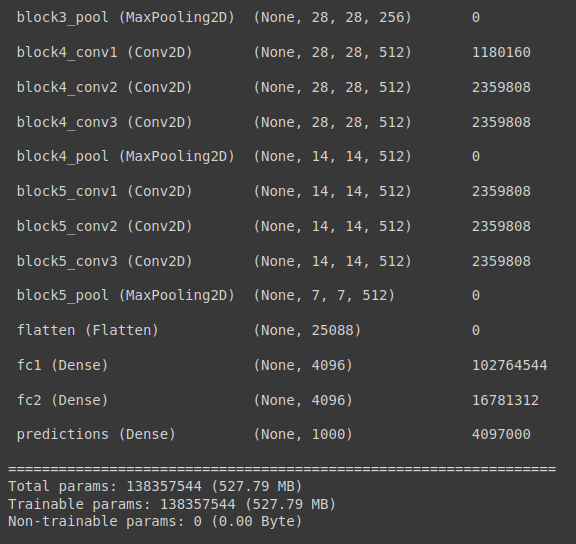 block3_pool (MaxPooling2D)  (None, 28, 28, 256)       0
block4_conv1 (Conv2D)       (None, 28, 28, 512)       1180160
block4_conv2 (Conv2D)       (None, 28, 28, 512)       2359808
block4_conv3 (Conv2D)       (None, 28, 28, 512)       2359808
block4_pool (MaxPooling2D)  (None, 14, 14, 512)       0
block5_conv1 (Conv2D)       (None, 14, 14, 512)       2359808
block5_conv2 (Conv2D)       (None, 14, 14, 512)       2359808
block5_conv3 (Conv2D)       (None, 14, 14, 512)       2359808
block5_pool (MaxPooling2D)  (None, 7, 7, 512)         0
flatten (Flatten)           (None, 25088)             0
fc1 (Dense)                 (None, 4096)              102764544
fc2 (Dense)                 (None, 4096)              16781312
predictions (Dense)         (None, 1000)              4097000
=================================================================
Total params: 138357544 (527.79 MB)
Trainable params: 138357544 (527.79 MB)
Non-trainable params: 0 (0.00 Byte)